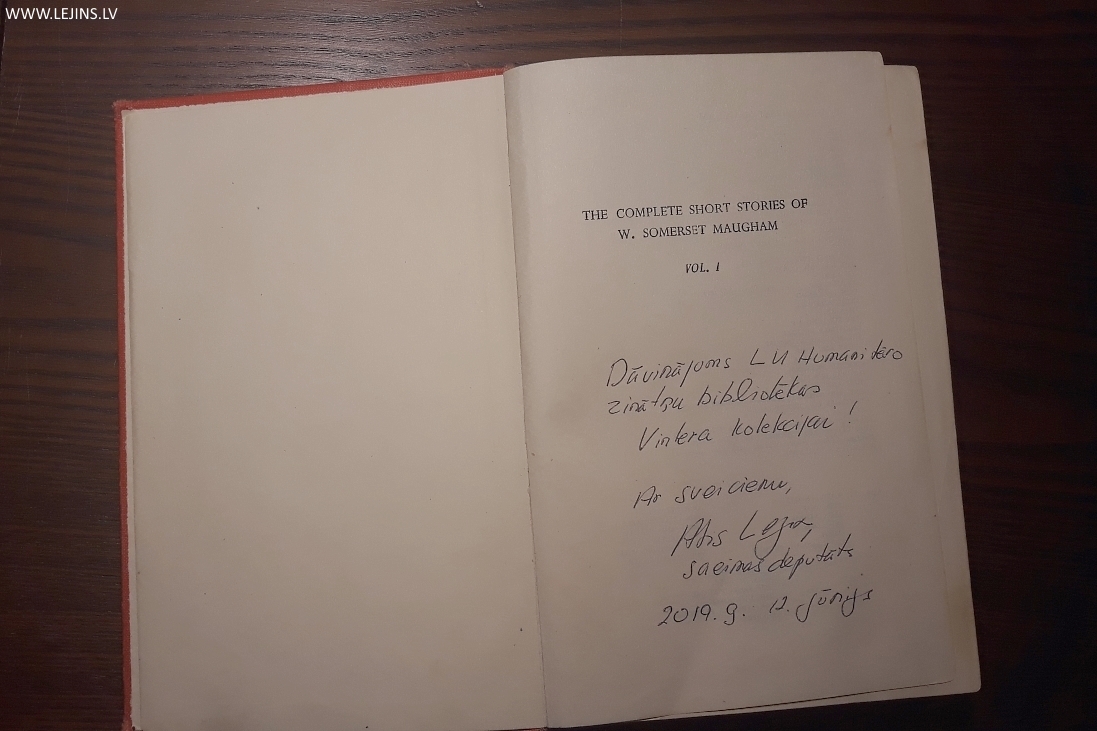 WWW.LEJINS.LV
THE COMPLETE SHORT STORIES OF
W. SOMERSET MAUGHAM
VOL. I
Dāvinājums LU Humanitāro
zinātņu bibliotēkas
Vintera kolekcijai!
Ar sveicienu,
Atis Lejiņš,
saeimas deputāts
2019. g. 12. jūnijs